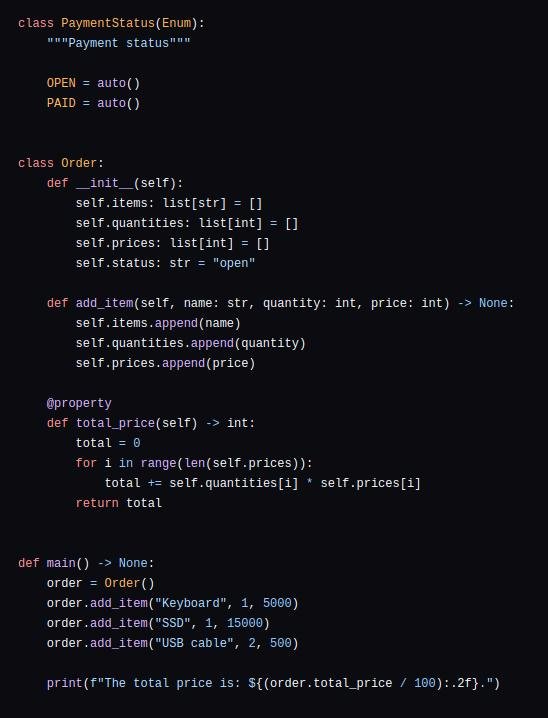 class PaymentStatus(Enum):
    """Payment status"""

    OPEN = auto()
    PAID = auto()


class Order:
    def __init__(self):
        self.items: list[str] = []
        self.quantities: list[int] = []
        self.prices: list[int] = []
        self.status: str = "open"

    def add_item(self, name: str, quantity: int, price: int) -> None:
        self.items.append(name)
        self.quantities.append(quantity)
        self.prices.append(price)

    @property
    def total_price(self) -> int:
        total = 0
        for i in range(len(self.prices)):
            total += self.quantities[i] * self.prices[i]
        return total


def main() -> None:
    order = Order()
    order.add_item("Keyboard", 1, 5000)
    order.add_item("SSD", 1, 15000)
    order.add_item("USB cable", 2, 500)

    print(f"The total price is: ${(order.total_price / 100):.2f}.")